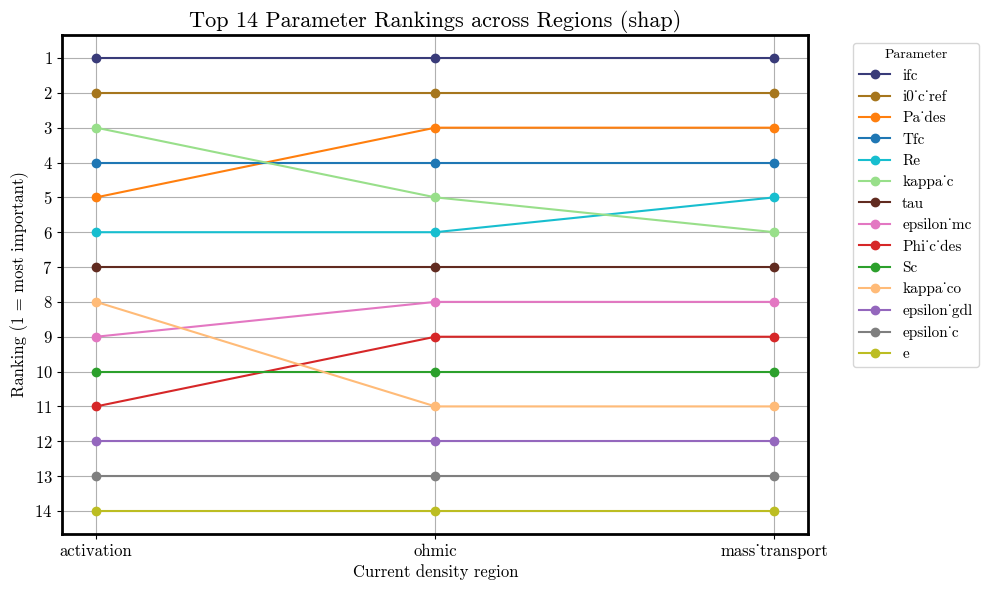 Top 14 Parameter Rankings across Regions (shap)
Ranking (1 = most important)
1
2
3
4
5
6
7
8
9
10
11
12
13
14
activation
ohmic
mass˙transport
Current density region
Parameter
ifc
i0˙c˙ref
Pa˙des
Tfc
Re
kappa˙c
tau
epsilon˙mc
Phi˙c˙des
Sc
kappa˙co
epsilon˙gdl
epsilon˙c
e